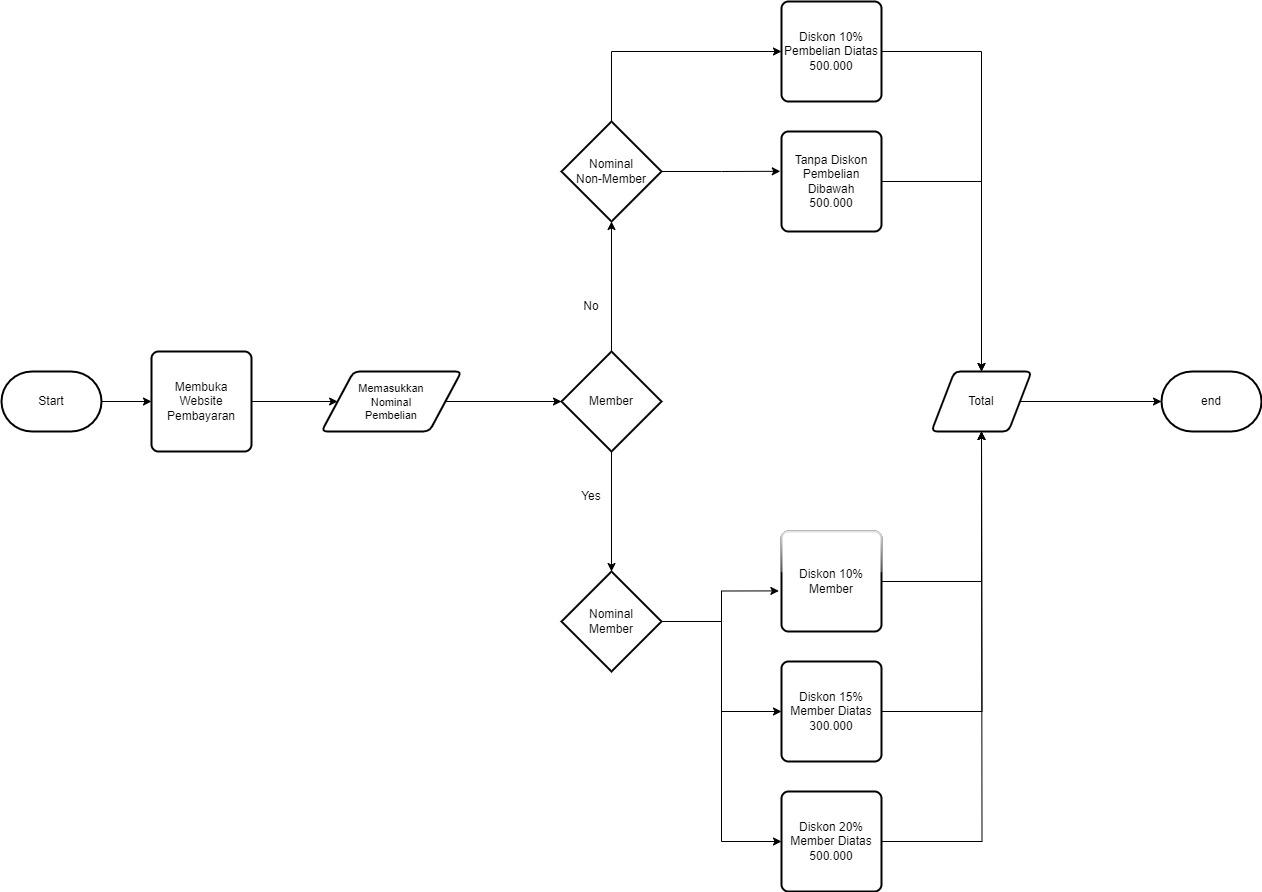 Start
Membuka
Website
Pembayaran
Memasukkan
Nominal
Pembelian
Member
No
Yes
Nominal
Non-Member
Diskon 10%
Pembelian Diatas
500.000
Tanpa Diskon
Pembelian
Dibawah
500.000
Nominal
Member
Diskon 10%
Member
Diskon 15%
Member Diatas
300.000
Diskon 20%
Member Diatas
500.000
Total
end